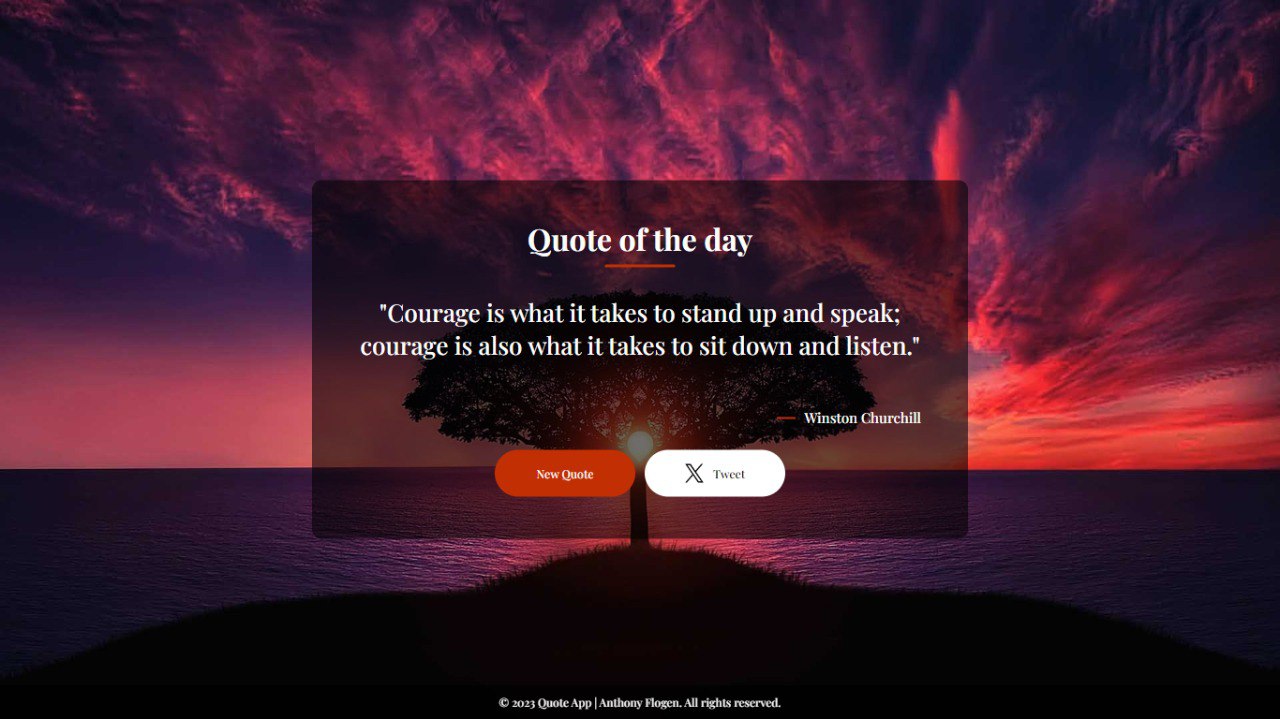 Quote of the day
"Courage is what it takes to stand up and speak;
courage is also what it takes to sit down and listen."
Winston Churchill
New Quote
Tweet
© 2023 Quote App | Anthony Flogen. All rights reserved.